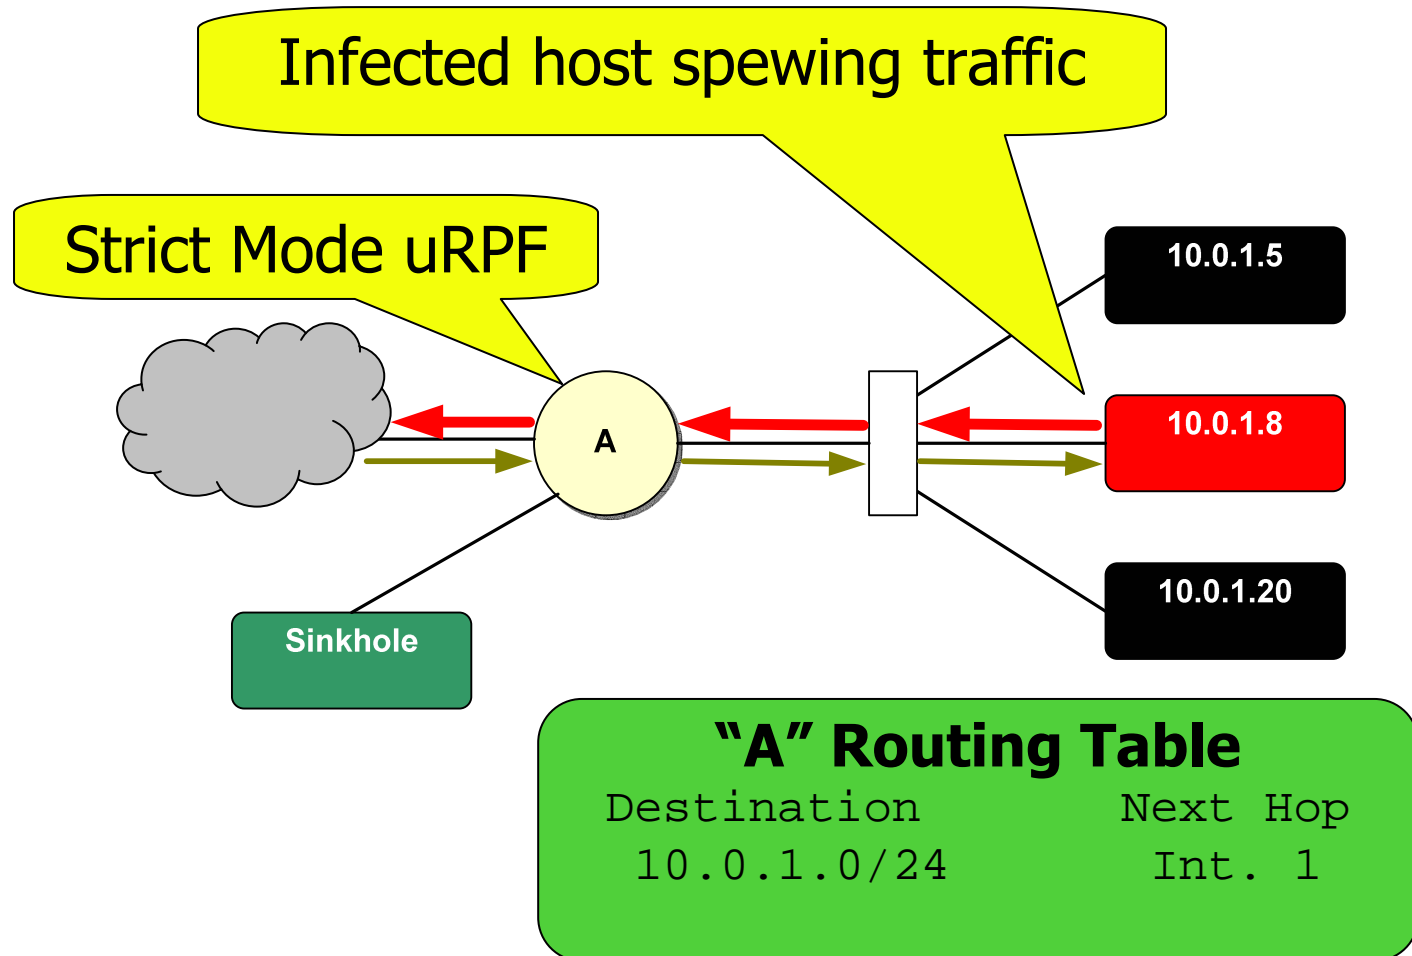 Infected host spewing traffic
Strict Mode uRPF
10.0.1.5
10.0.1.8
A
10.0.1.20
Sinkhole
“A” Routing Table
Destination Next Hop
10.0.1.0/24 Int. 1